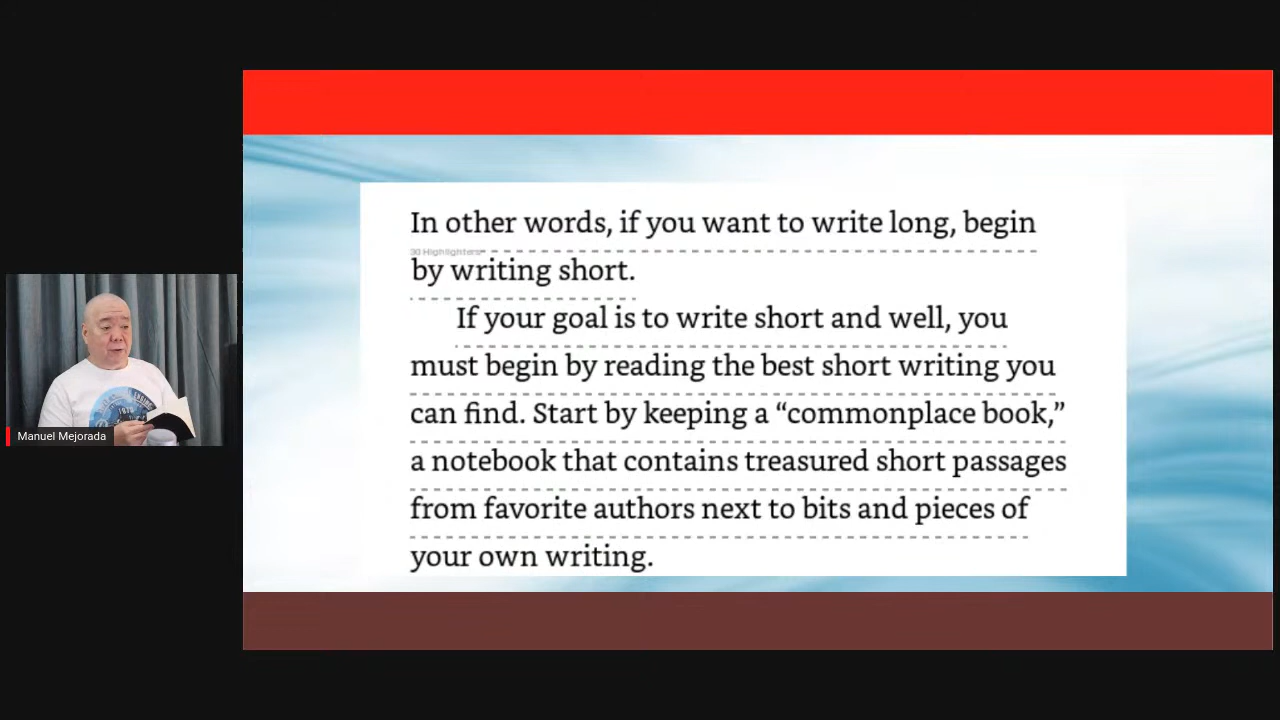 In other words, if you want to write long, begin
30 Highlighters
by writing short.
If your goal is to write short and well, you
must begin by reading the best short writing you
can find. Start by keeping a “commonplace book,”
a notebook that contains treasured short passages
from favorite authors next to bits and pieces of
your own writing.
Manuel Mejorada